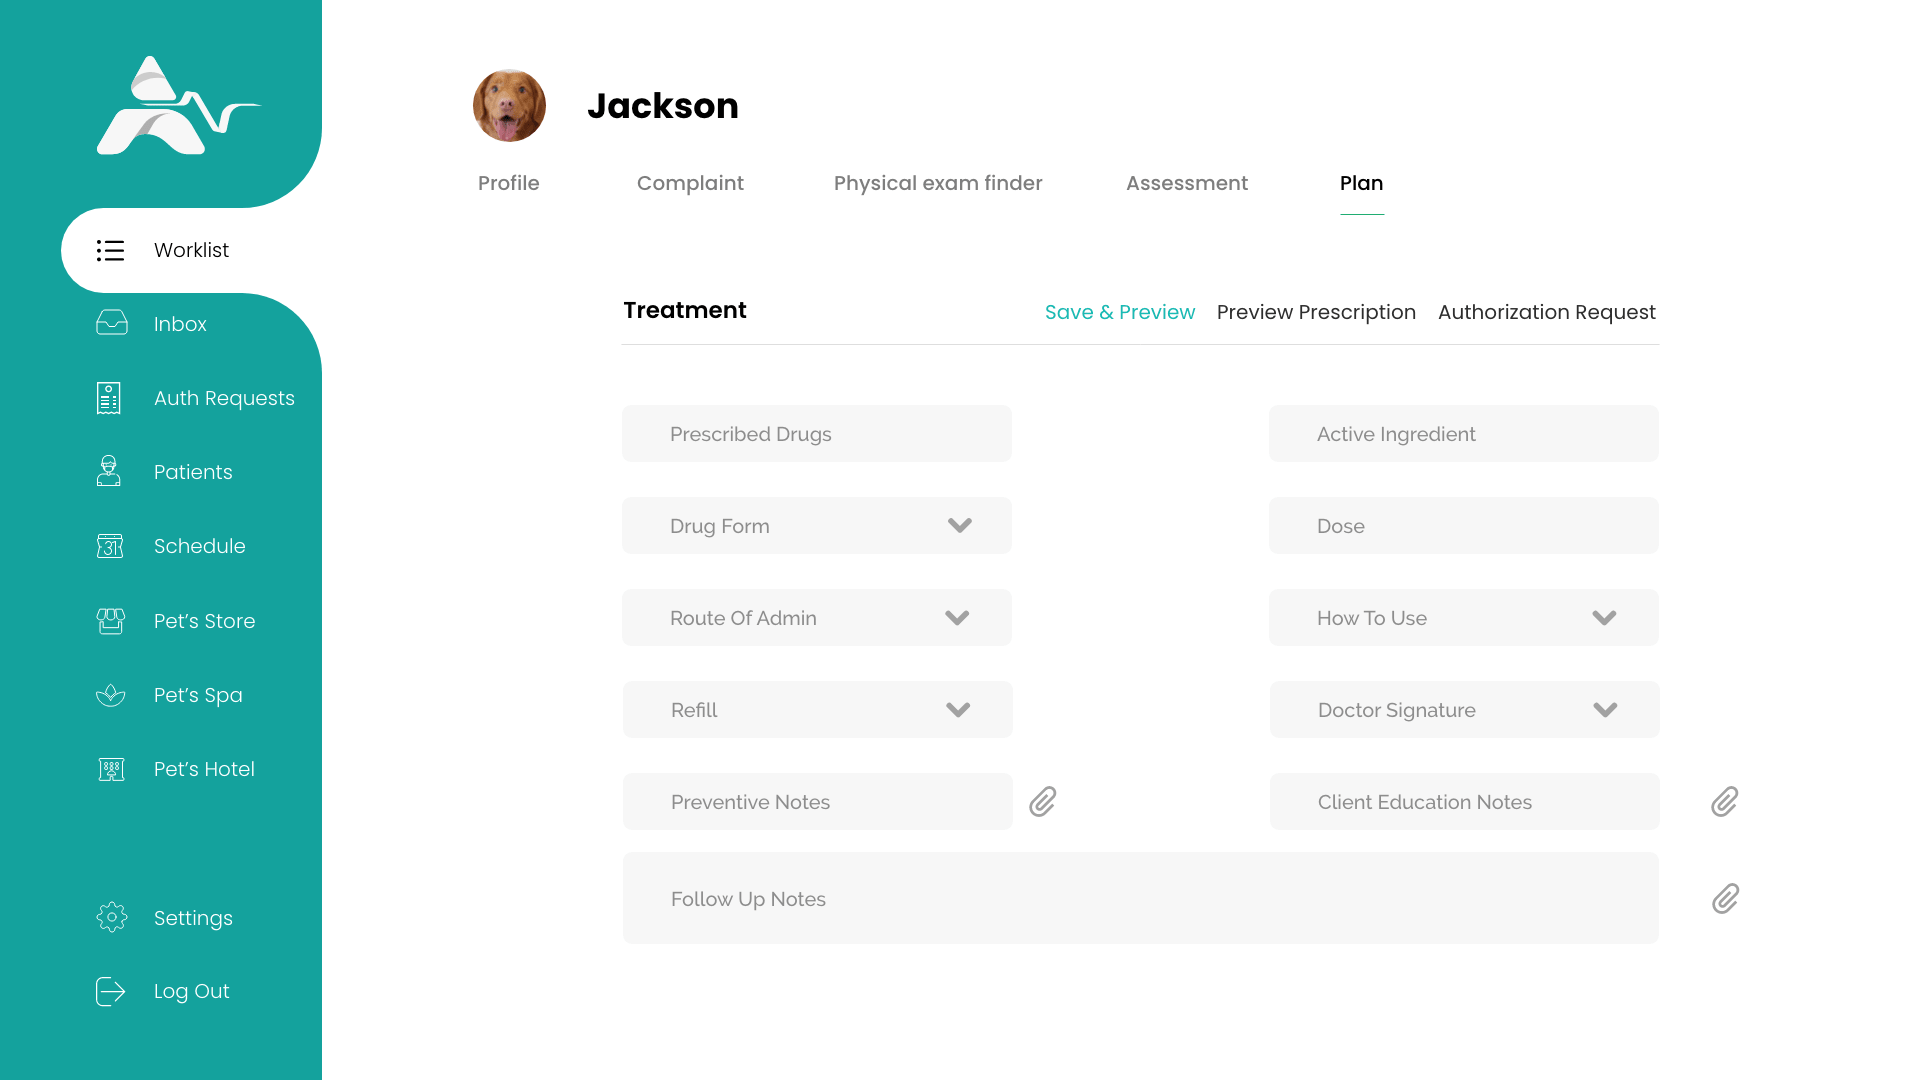 Jackson
Profile
Complaint
Physical exam finder
Assessment
Plan
Worklist
Inbox
Auth Requests
Patients
31
Schedule
Pet’s Store
Pet’s Spa
Pet’s Hotel
Settings
Log Out
Treatment
Save & Preview
Preview Prescription
Authorization Request
Prescribed Drugs
Active Ingredient
Drug Form
Dose
Route Of Admin
How To Use
Refill
Doctor Signature
Preventive Notes
Client Education Notes
Follow Up Notes